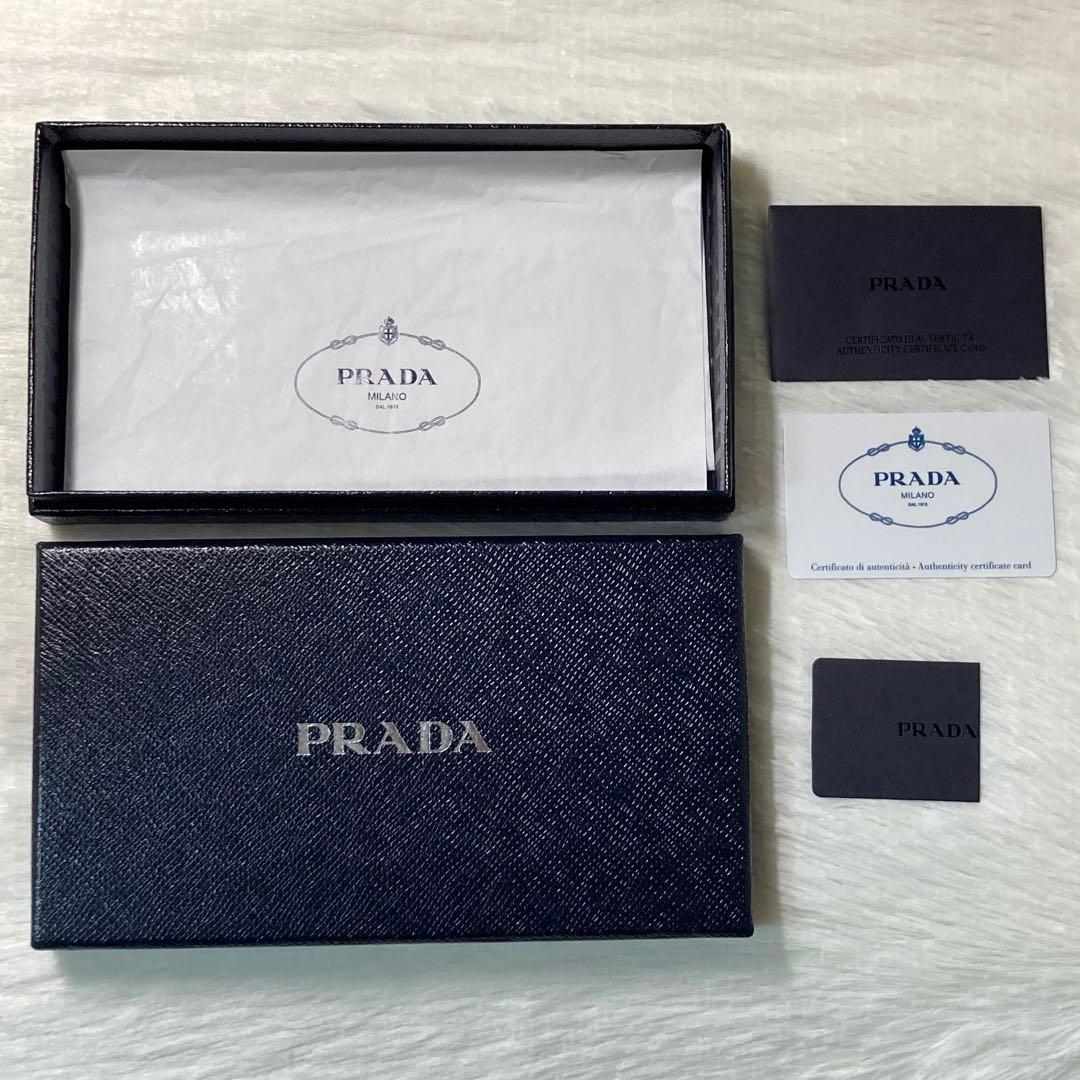 PRADA
MILANO
DAL 1913
PRADA
CERTIFICATO DI AUTENTICITÀ
AUTHENTICITY CERTIFICATE CARD
PRADA
MILANO
DAL 1913
Certificato di autenticità - Authenticity certificate card
PRADA
PRADA